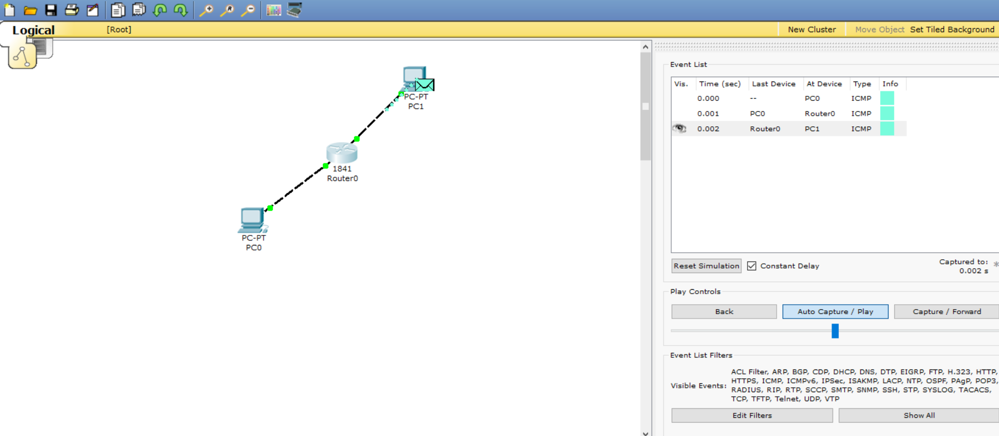 Logical [Root] New Cluster Move Object Set Tiled Background
PC-PT
PC1
1841
Router0
PC-PT
PC0
Event List
Vis. Time (sec) Last Device At Device Type Info
0.000 -- PC0 ICMP
0.001 PC0 Router0 ICMP
0.002 Router0 PC1 ICMP
Reset Simulation Constant Delay Captured to: *
0.002 s
Play Controls
Back Auto Capture / Play Capture / Forward
Event List Filters
Visible Events: ACL Filter, ARP, BGP, CDP, DHCP, DNS, DTP, EIGRP, FTP, H.323, HTTP,
HTTPS, ICMP, ICMPv6, IPSec, ISAKMP, LACP, NTP, OSPF, PAgP, POP3,
RADIUS, RIP, RTP, SCCP, SMTP, SNMP, SSH, STP, SYSLOG, TACACS,
TCP, TFTP, Telnet, UDP, VTP
Edit Filters Show All